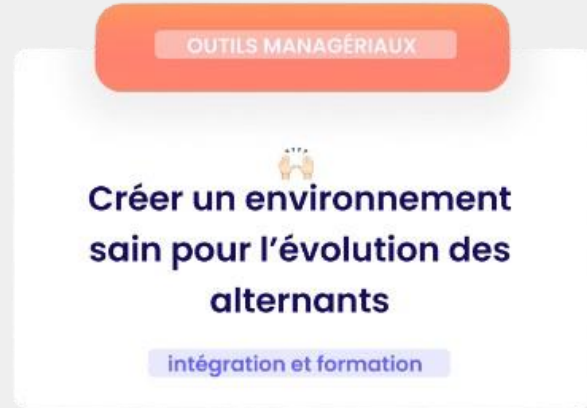 OUTILS MANAGÉRIAUX
Créer un environnement
sain pour l’évolution des
alternants
intégration et formation